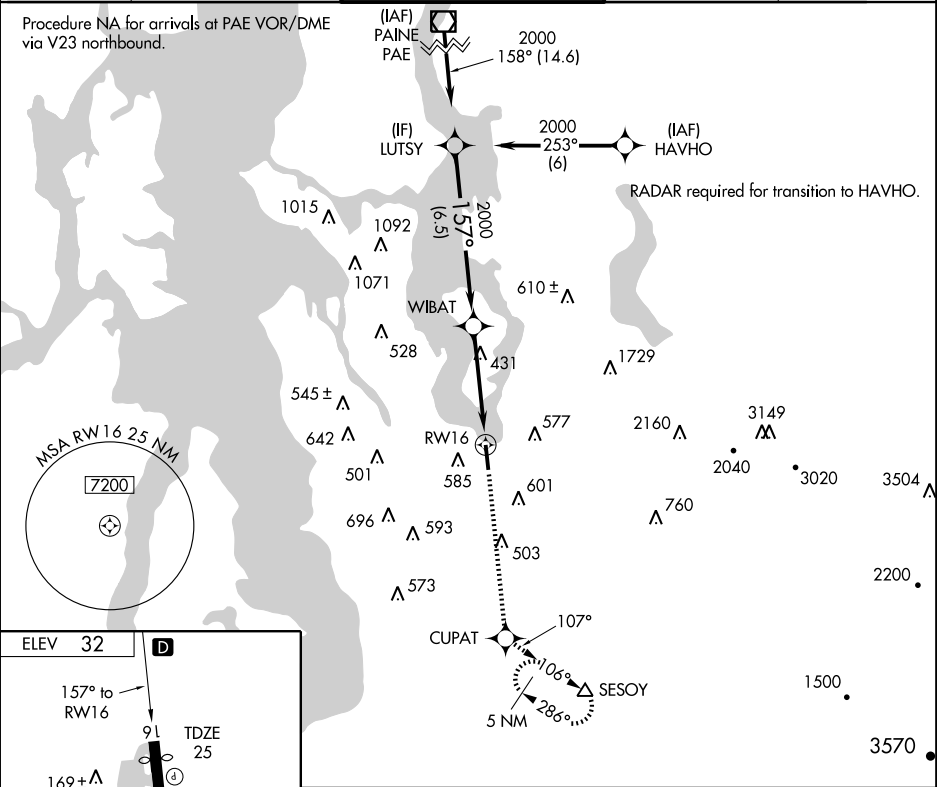 Procedure NA for arrivals at PAE VOR/DME
via V23 northbound.
(IAF)
PAINE
PAE
2000
158° (14.6)
(IF)
LUTSY
2000
253°
(6)
(IAF)
HAVHO
RADAR required for transition to HAVHO.
2000
157°
(6.5)
1015
1092
1071
610 ±
WIBAT
528
431
1729
545 ±
642
501
RW16
585
577
2160
3149
2040
3020
3504
MSA RW16 25 NM
7200
696
593
601
760
503
573
2200
CUPAT
107°
106°
SESOY
286°
5 NM
1500
3570
ELEV 32
D
157° to
RW16
16
TDZE
25
169+
P